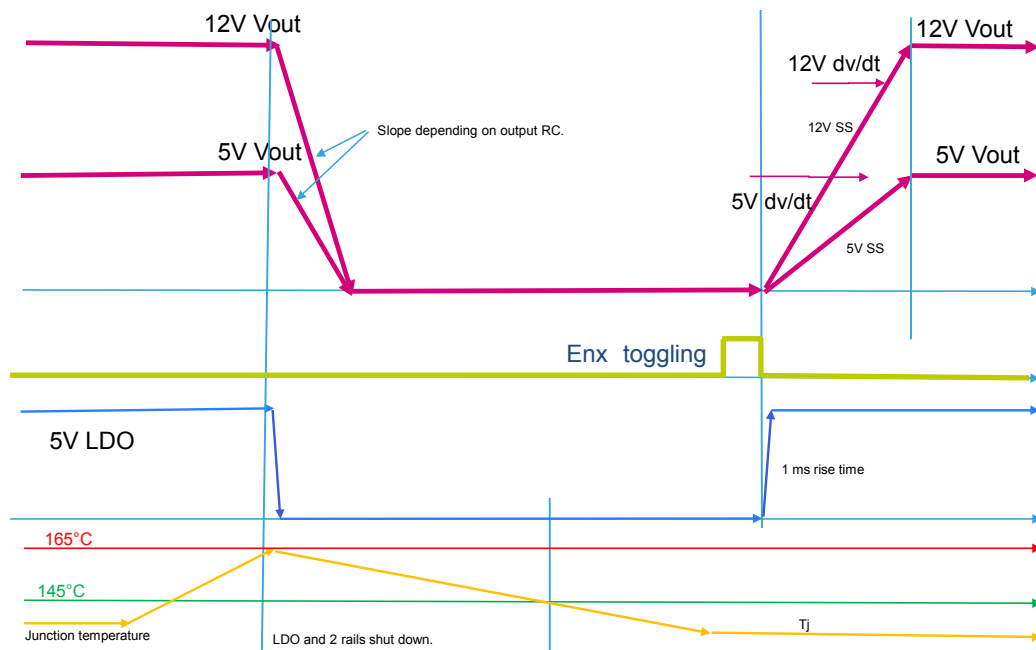 12V Vout
12V Vout
12V dv/dt
Slope depending on output RC.
12V SS
5V Vout
5V Vout
5V dv/dt
5V SS
Enx toggling
5V LDO
1 ms rise time
165°C
145°C
Junction temperature
LDO and 2 rails shut down.
Tj